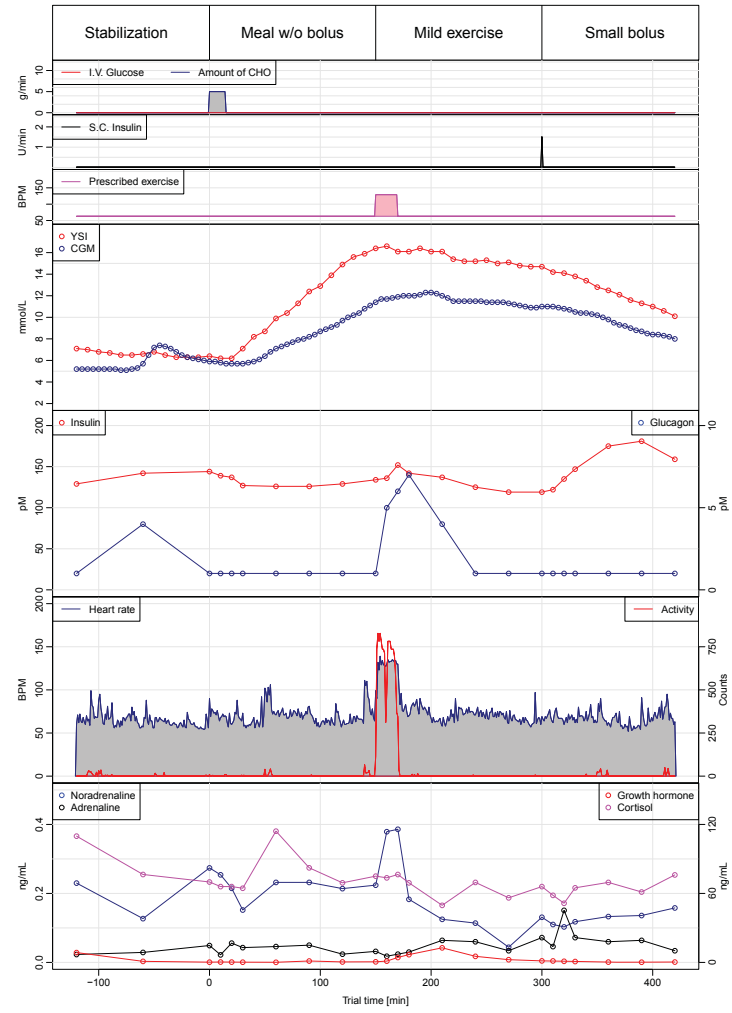 Stabilization Meal w/o bolus Mild exercise Small bolus
I.V. Glucose Amount of CHO
g/min
0 5 10
S.C. Insulin
U/min
1 2
Prescribed exercise
BPM
50 150
YSI
CGM
mmol/L
2 4 6 8 10 12 14 16
Insulin
Glucagon
pM
0 50 100 150 200
pM
0 5 10
Heart rate
Activity
BPM
0 50 100 150 200
Counts
0 250 500 750
Noradrenaline
Adrenaline
Growth hormone
Cortisol
ng/mL
0.0 0.2 0.4
ng/mL
0 60 120
−100 0 100 200 300 400
Trial time [min]